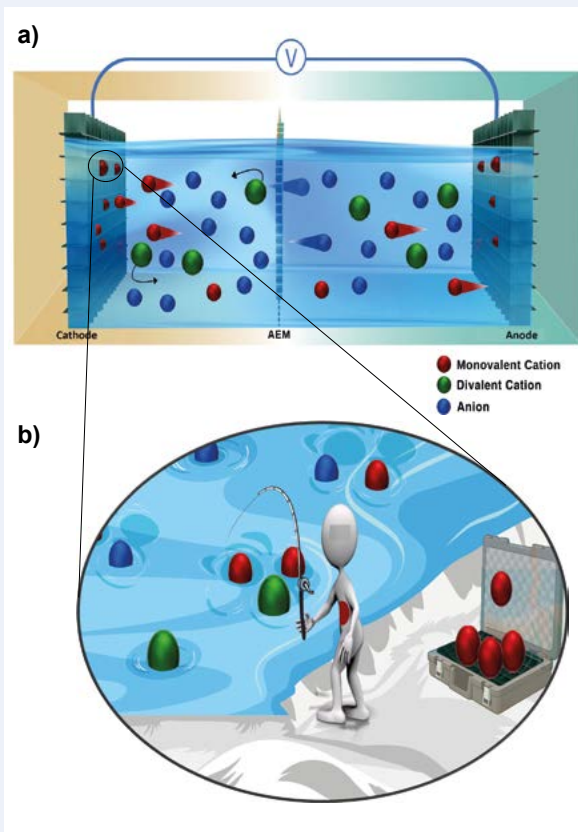 a)
V
Cathode
AEM
Anode
Monovalent Cation
Divalent Cation
Anion
b)